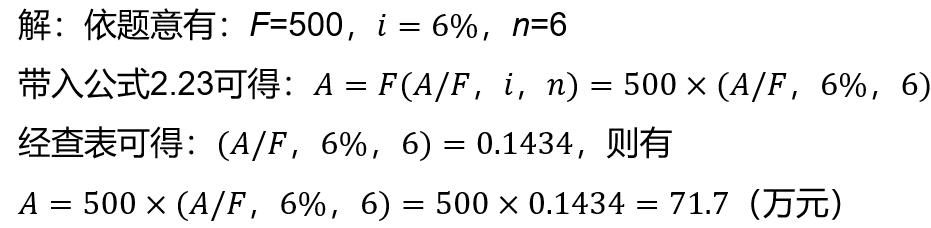 解：依题意有：F=500，i = 6%，n=6
带入公式2.23可得：A = F(A/F，i，n) = 500 × (A/F，6%，6)
经查表可得：(A/F，6%，6) = 0.1434，则有
A = 500 × (A/F，6%，6) = 500 × 0.1434 = 71.7（万元）